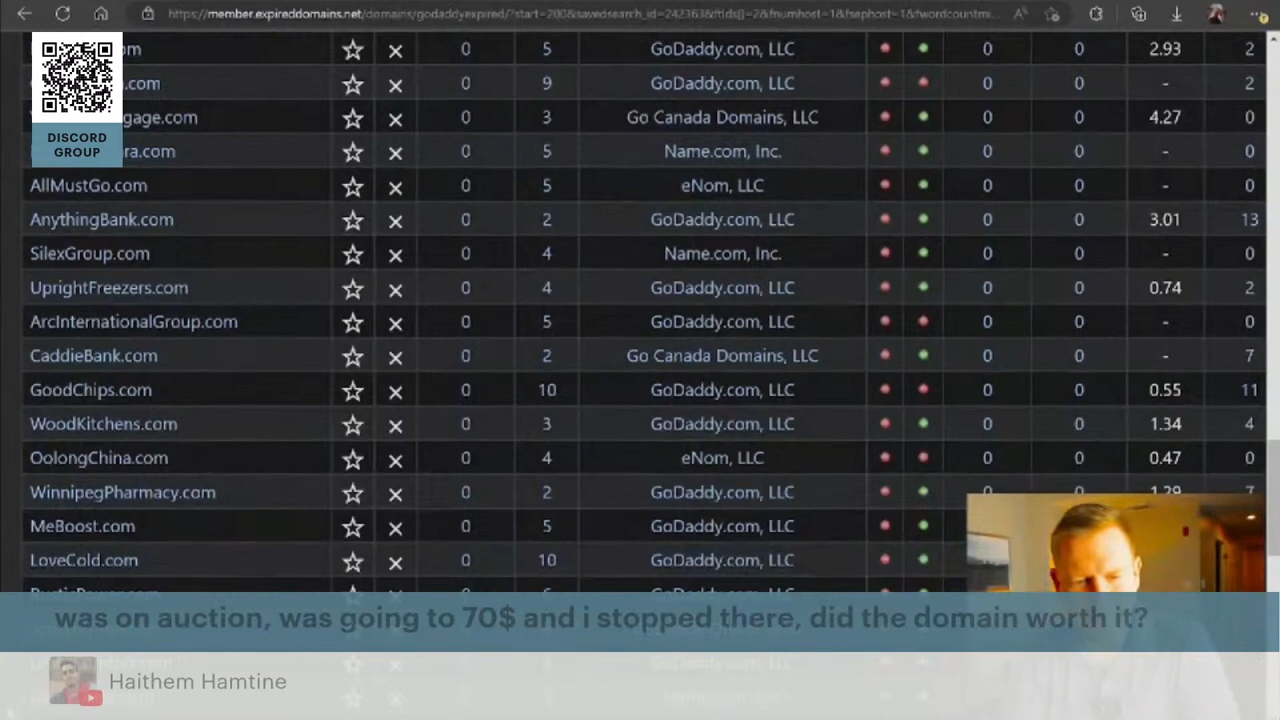 https://member.expireddomains.net/domains/godaddyexpired/?start=200&savedsearch_id=242363&ftlds[]=2&fnumhost=1&fsephost=1&fwordcountmi...
0 5 GoDaddy.com, LLC 0 0 2.93 2
.com 0 9 GoDaddy.com, LLC 0 0 - 2
gage.com 0 3 Go Canada Domains, LLC 0 0 4.27 0
DISCORD
GROUP
ra.com 0 5 Name.com, Inc. 0 0 - 0
AllMustGo.com 0 5 eNom, LLC 0 0 - 0
AnythingBank.com 0 2 GoDaddy.com, LLC 0 0 3.01 13
SilexGroup.com 0 4 Name.com, Inc. 0 0 - 0
UprightFreezers.com 0 4 GoDaddy.com, LLC 0 0 0.74 2
ArcInternationalGroup.com 0 5 GoDaddy.com, LLC 0 0 - 0
CaddieBank.com 0 2 Go Canada Domains, LLC 0 0 - 7
GoodChips.com 0 10 GoDaddy.com, LLC 0 0 0.55 11
WoodKitchens.com 0 3 GoDaddy.com, LLC 0 0 1.34 4
OolongChina.com 0 4 eNom, LLC 0 0 0.47 0
WinnipegPharmacy.com 0 2 GoDaddy.com, LLC 0 0 1.29 7
MeBoost.com 0 5 GoDaddy.com, LLC
LoveCold.com 0 10 GoDaddy.com, LLC
was on auction, was going to 70$ and i stopped there, did the domain worth it?
Haithem Hamtine